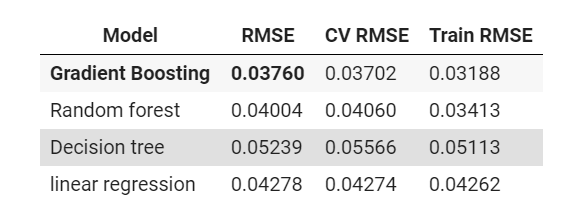 Model RMSE CV RMSE Train RMSE
Gradient Boosting 0.03760 0.03702 0.03188
Random forest 0.04004 0.04060 0.03413
Decision tree 0.05239 0.05566 0.05113
linear regression 0.04278 0.04274 0.04262